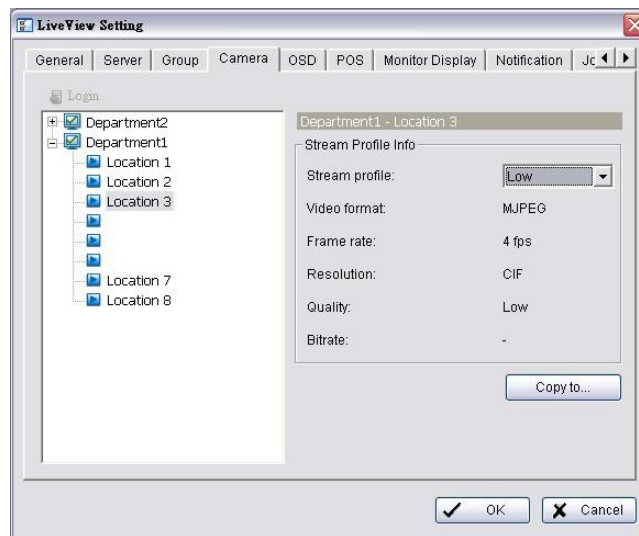 LiveView Setting
General Server Group Camera OSD POS Monitor Display Notification Jc
Login
Department2
Department1
Location 1
Location 2
Location 3
Location 7
Location 8
Department1 - Location 3
Stream Profile Info
Stream profile: Low
Video format: MJPEG
Frame rate: 4 fps
Resolution: CIF
Quality: Low
Bitrate: -
Copy to...
OK Cancel